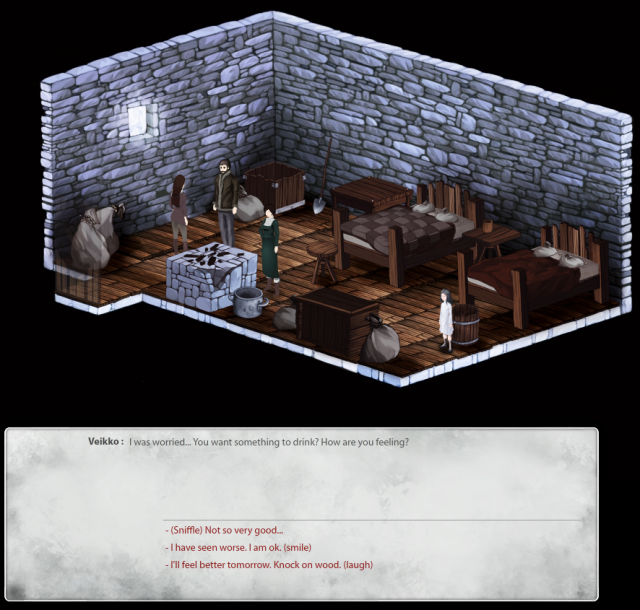 Veikko : I was worried... You want something to drink? How are you feeling?
- (Sniffle) Not so very good...
- I have seen worse. I am ok. (smile)
- I'll feel better tomorrow. Knock on wood. (laugh)